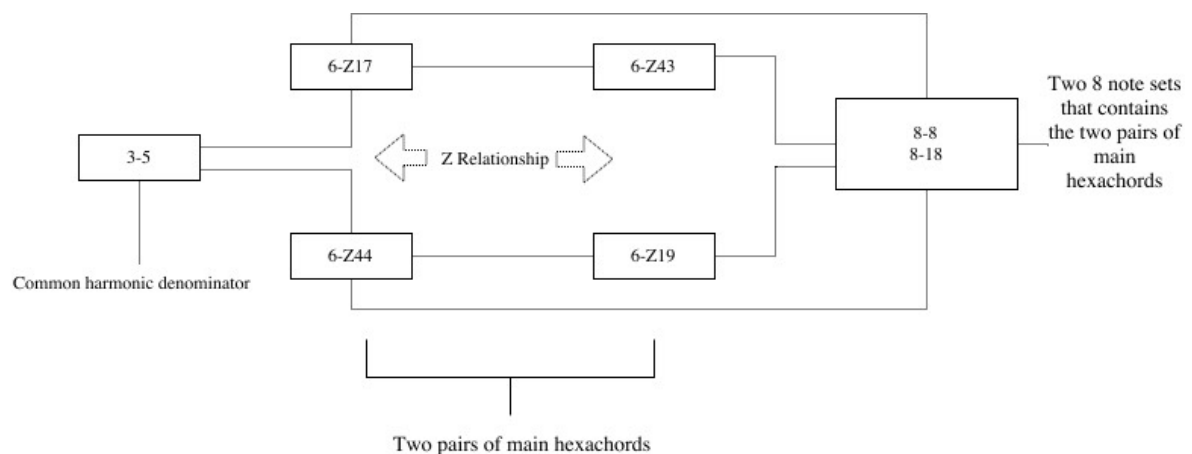 6-Z17
6-Z43
3-5
Z Relationship
8-8
8-18
Two 8 note sets
that contains
the two pairs of
main
hexachords
6-Z44
6-Z19
Common harmonic denominator
Two pairs of main hexachords